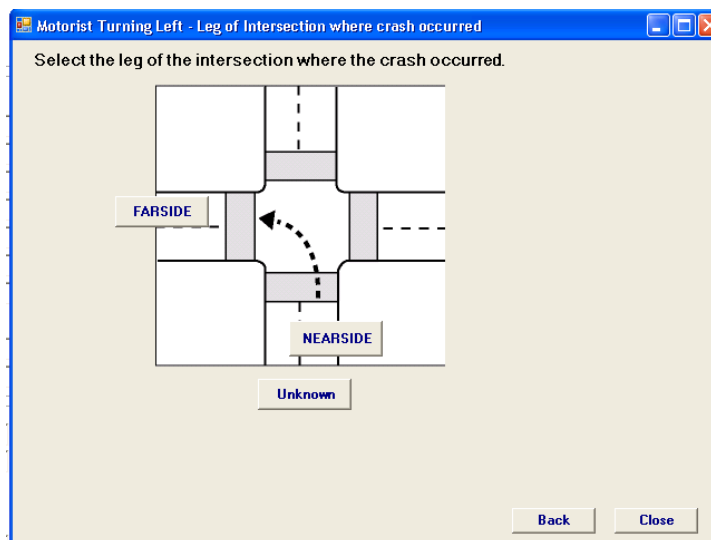 Motorist Turning Left - Leg of Intersection where crash occurred
Select the leg of the intersection where the crash occurred.
FARSIDE
NEARSIDE
Unknown
Back
Close